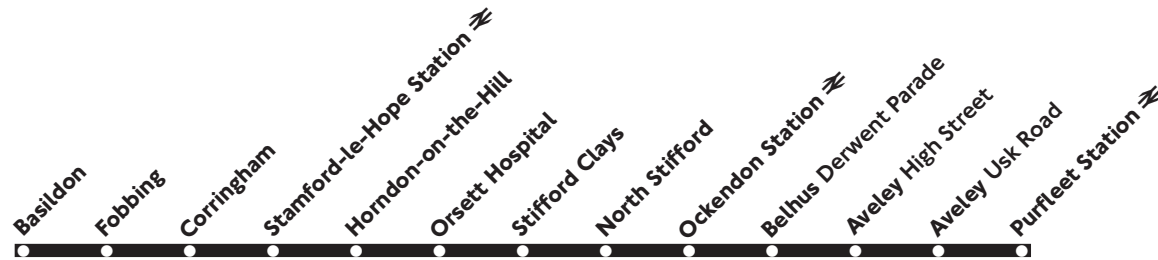 Basildon
Fobbing
Corringham
Stamford-le-Hope Station
Horndon-on-the-Hill
Orsett Hospital
Stifford Clays
North Stifford
Ockendon Station
Belhus Derwent Parade
Aveley High Street
Aveley Usk Road
Purfleet Station